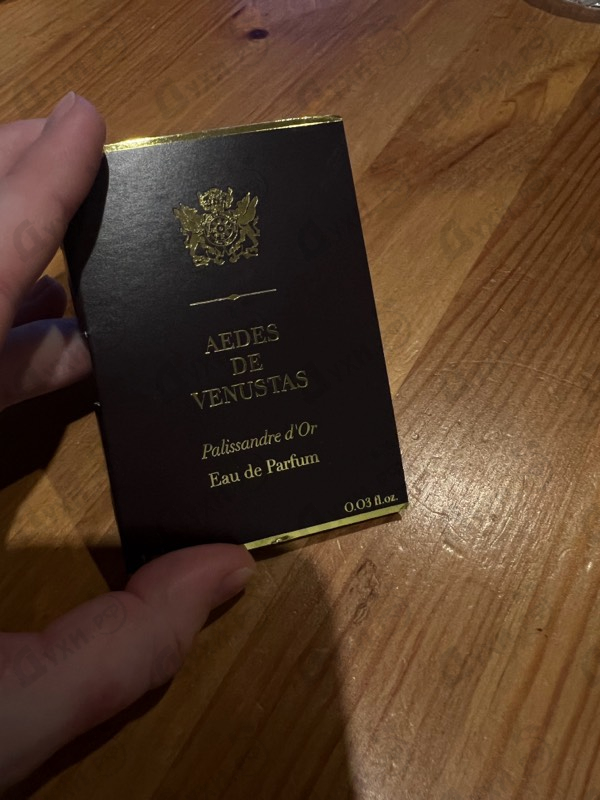 AEDES
DE
VENUSTAS
Palissandre d'Or
Eau de Parfum
0.03 fl.oz.